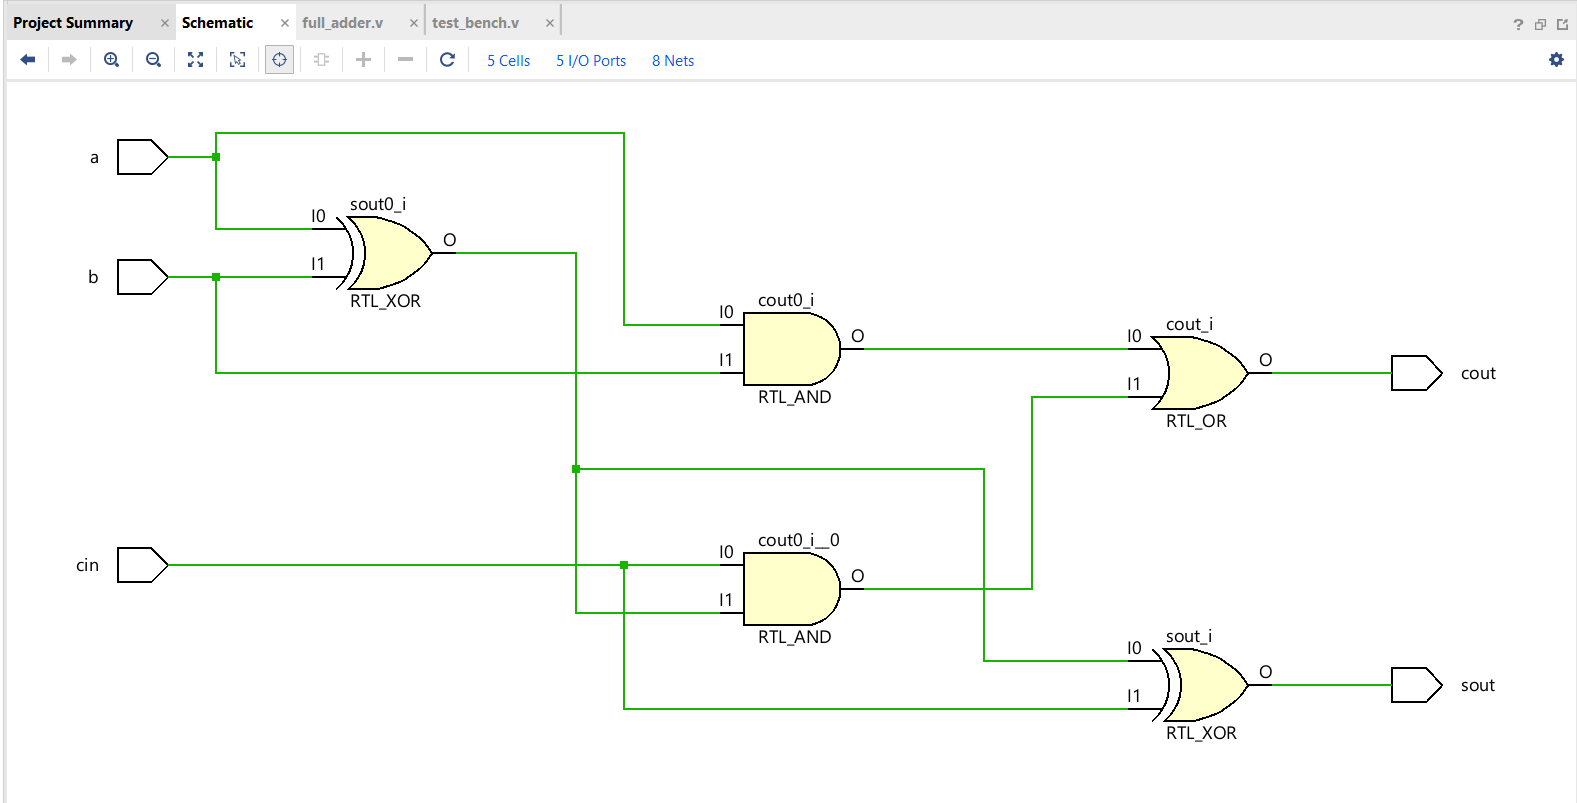 Project Summary × Schematic × full_adder.v × test_bench.v × ?
5 Cells 5 I/O Ports 8 Nets
a
sout0_i
I0
O
I1
b
RTL_XOR
cout0_i
I0
O
I1
RTL_AND
cout_i
I0
O
I1
cout
RTL_OR
cout0_i__0
I0
cin
O
I1
RTL_AND
sout_i
I0
O
I1
sout
RTL_XOR